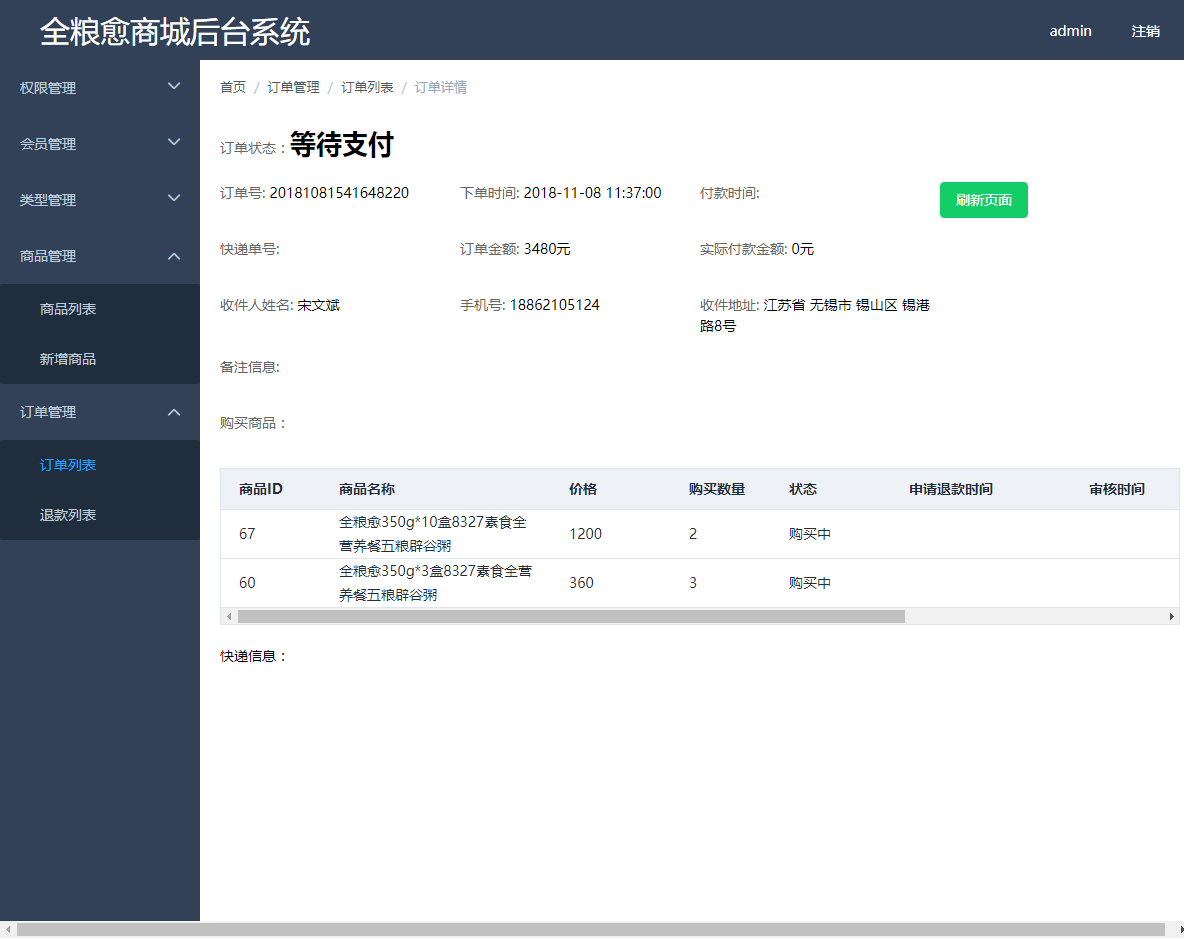 全粮愈商城后台系统
admin
注销
权限管理
会员管理
类型管理
商品管理
商品列表
新增商品
订单管理
订单列表
退款列表
首页 / 订单管理 / 订单列表 / 订单详情
订单状态：等待支付
订单号: 20181081541648220
下单时间: 2018-11-08 11:37:00
付款时间:
刷新页面
快递单号:
订单金额: 3480元
实际付款金额: 0元
收件人姓名: 宋文斌
手机号: 18862105124
收件地址: 江苏省 无锡市 锡山区 锡港
路8号
备注信息:
购买商品：
商品ID 商品名称 价格 购买数量 状态 申请退款时间 审核时间
67 全粮愈350g*10盒8327素食全 1200 2 购买中
营养餐五粮辟谷粥
60 全粮愈350g*3盒8327素食全营 360 3 购买中
养餐五粮辟谷粥
快递信息：